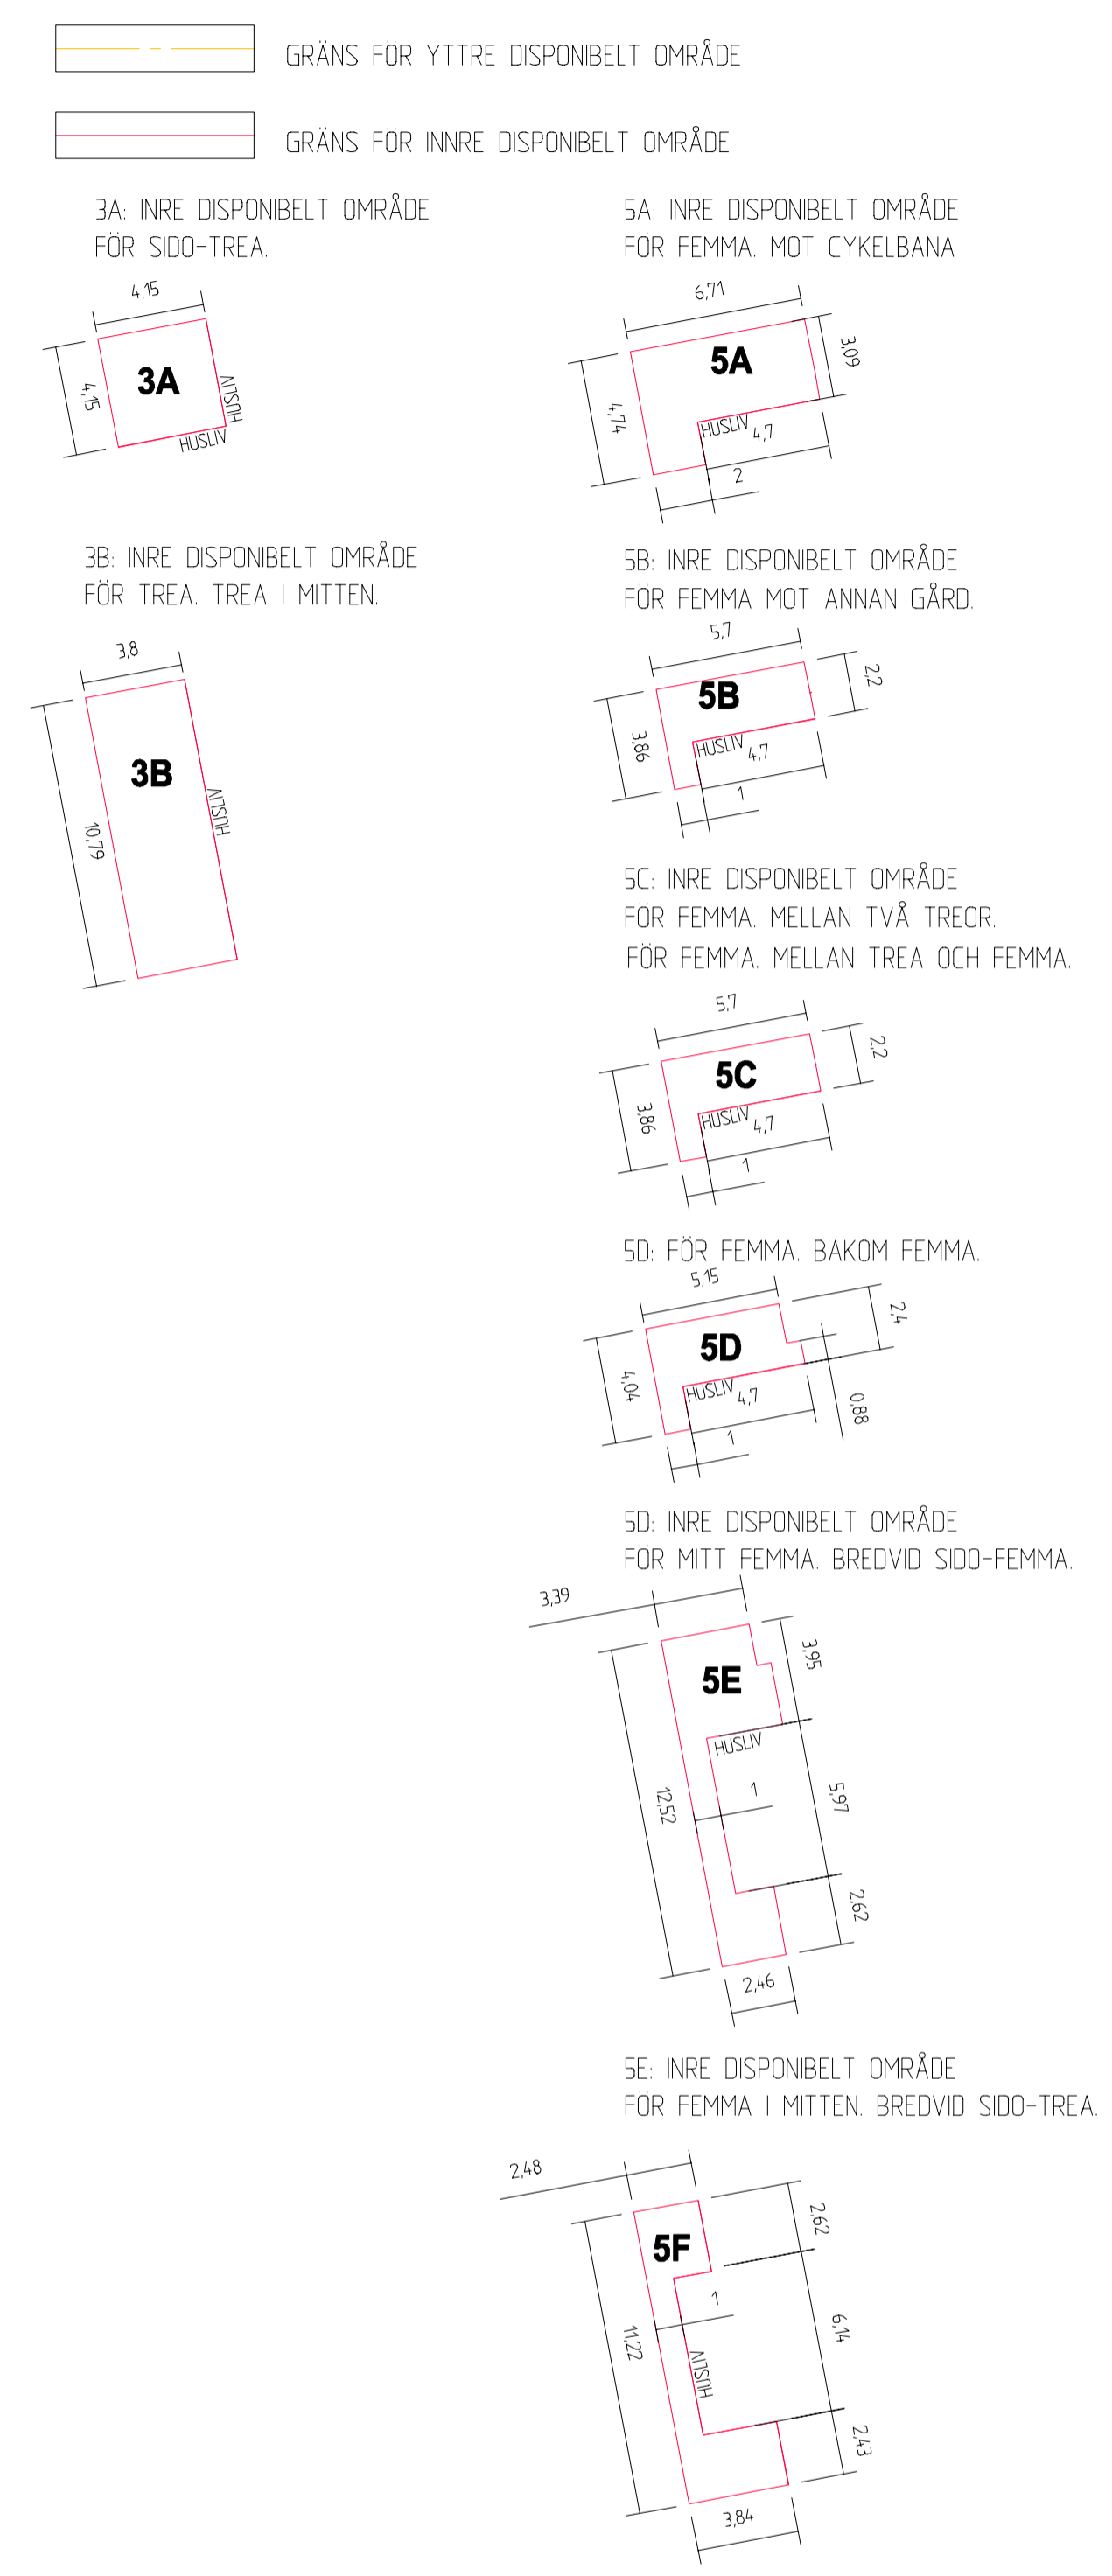 GRÄNS FÖR YTTRE DISPONIBELT OMRÅDE
GRÄNS FÖR INNRE DISPONIBELT OMRÅDE
3A: INRE DISPONIBELT OMRÅDE
FÖR SIDO-TREA.
4,15
4,15
3A
HUSLIV
HUSLIV
3B: INRE DISPONIBELT OMRÅDE
FÖR TREA. TREA I MITTEN.
3,8
3B
HUSLIV
10,79
5A: INRE DISPONIBELT OMRÅDE
FÖR FEMMA. MOT CYKELBANA
6,71
5A
3,09
4,74
HUSLIV
4,7
2
5B: INRE DISPONIBELT OMRÅDE
FÖR FEMMA MOT ANNAN GÅRD.
5,7
5B
2,2
3,86
HUSLIV
4,7
1
5C: INRE DISPONIBELT OMRÅDE
FÖR FEMMA. MELLAN TVÅ TREOR.
FÖR FEMMA. MELLAN TREA OCH FEMMA.
5,7
5C
2,2
3,86
HUSLIV
4,7
1
5D: FÖR FEMMA. BAKOM FEMMA.
5,15
5D
2,4
4,04
HUSLIV
4,7
0,88
1
5D: INRE DISPONIBELT OMRÅDE
FÖR MITT FEMMA. BREDVID SIDO-FEMMA.
3,39
5E
3,95
HUSLIV
1
12,52
5,97
2,62
2,46
5E: INRE DISPONIBELT OMRÅDE
FÖR FEMMA I MITTEN. BREDVID SIDO-TREA.
2,48
5F
2,62
1
11,22
HUSLIV
6,14
2,43
3,84